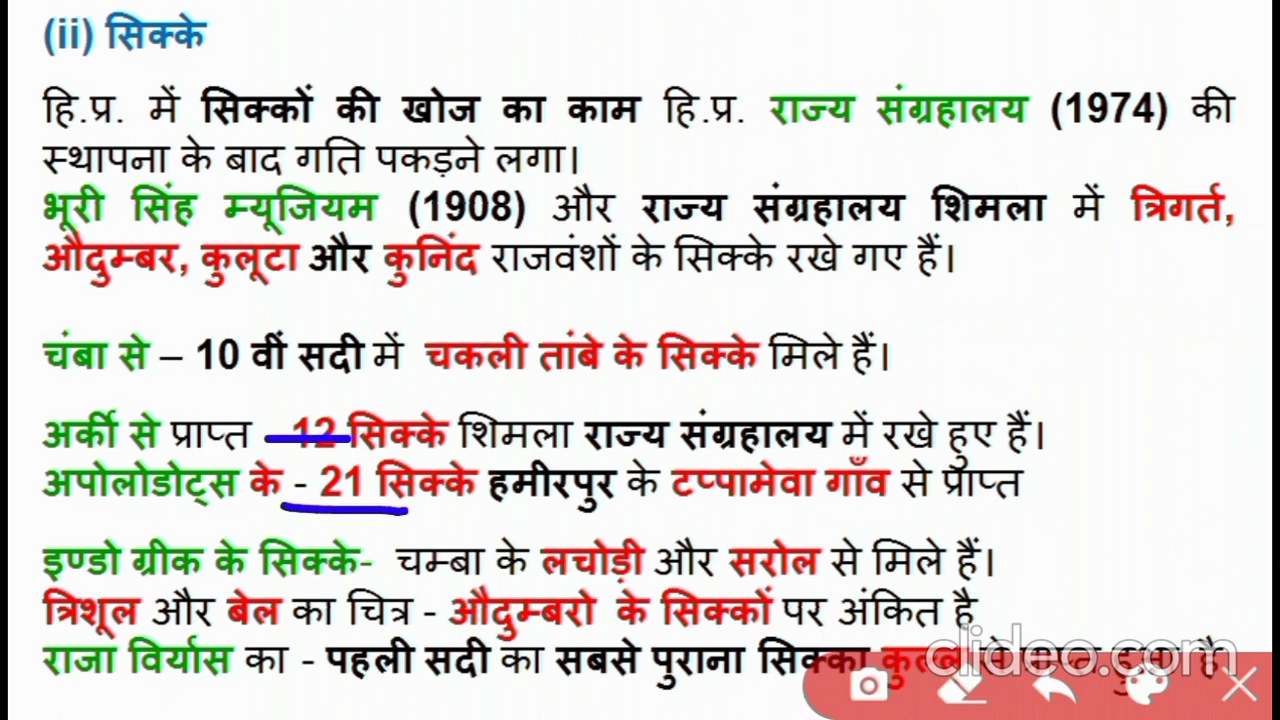 (ii) सिक्के
हि.प्र. में सिक्कों की खोज का काम हि.प्र. राज्य संग्रहालय (1974) की
स्थापना के बाद गति पकड़ने लगा।
भूरी सिंह म्यूजियम (1908) और राज्य संग्रहालय शिमला में त्रिगर्त,
औदुम्बर, कुलूटा और कुनिंद राजवंशों के सिक्के रखे गए हैं।
चंबा से – 10 वीं सदी में चकली तांबे के सिक्के मिले हैं।
अर्की से प्राप्त - 12 सिक्के शिमला राज्य संग्रहालय में रखे हुए हैं।
अपोलोडोट्स के - 21 सिक्के हमीरपुर के टप्पामेवा गाँव से प्राप्त
इण्डो ग्रीक के सिक्के- चम्बा के लचोड़ी और सरोल से मिले हैं।
त्रिशूल और बेल का चित्र - औदुम्बरो के सिक्कों पर अंकित है
राजा विर्यास का - पहली सदी का सबसे पुराना सिक्का है
clideo.com